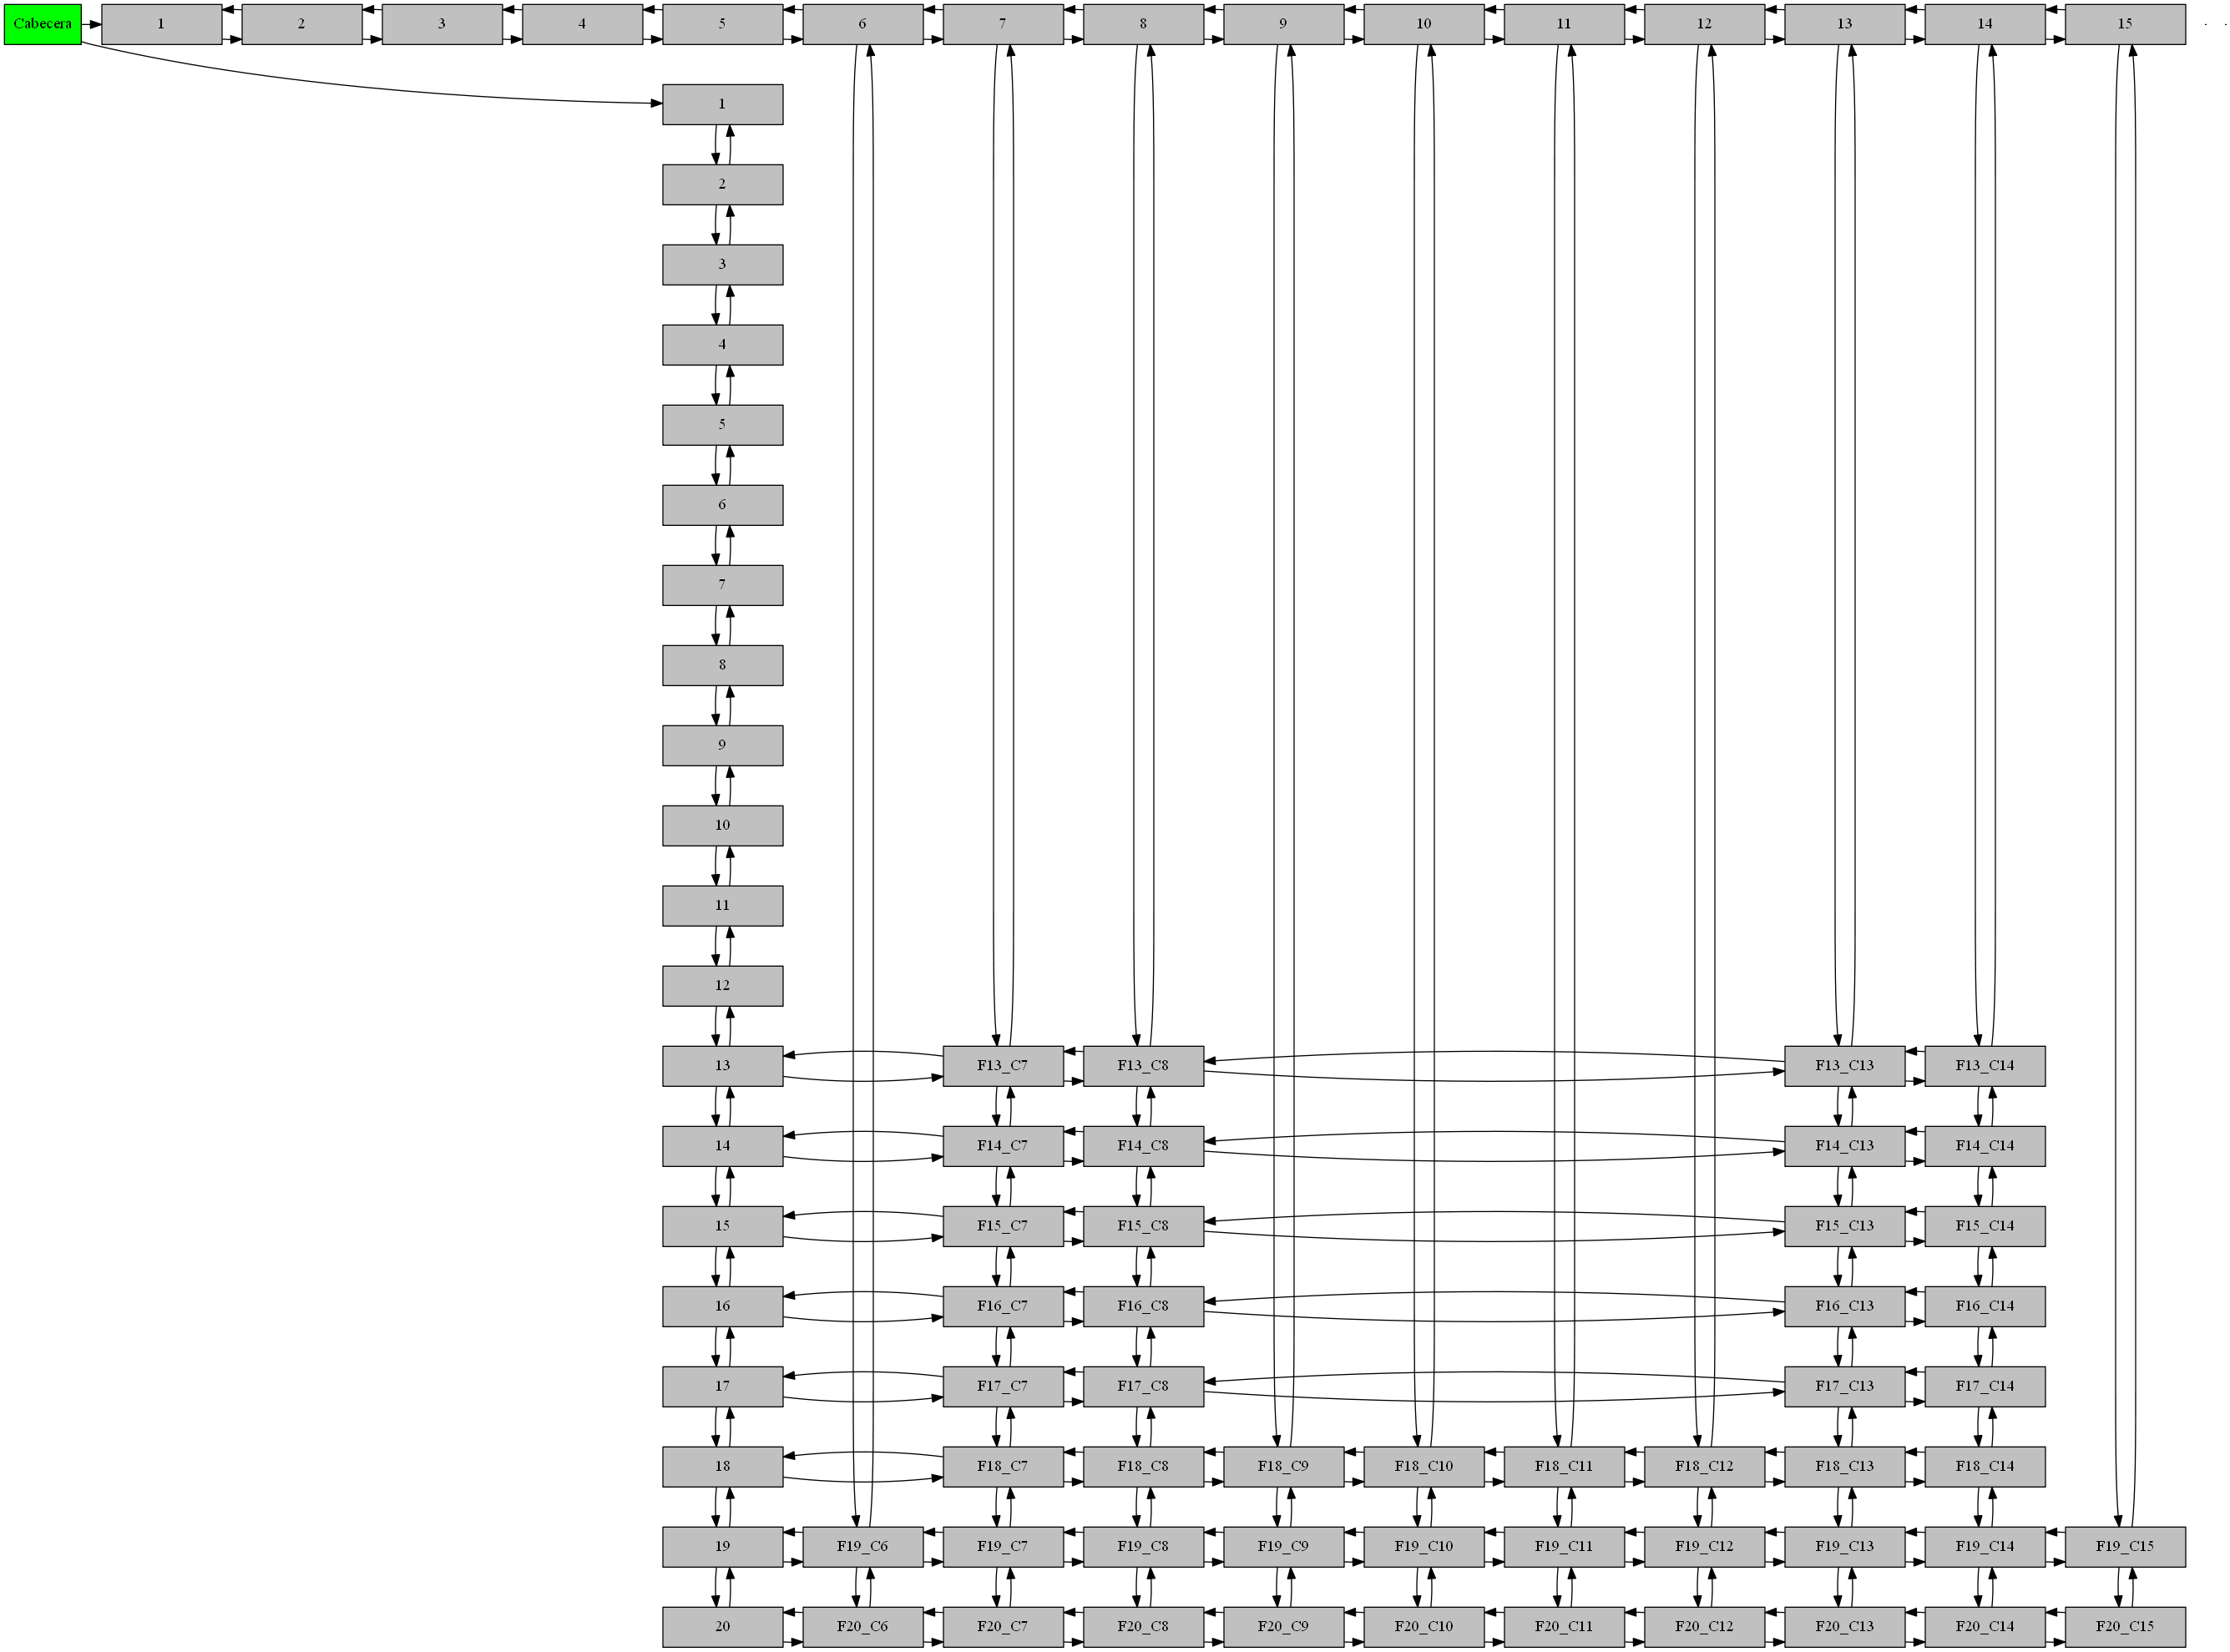 Cabecera 1 2 3 4 5 6 7 8 9 10 11 12 13 14 15
1
2
3
4
5
6
7
8
9
10
11
12
13 F13_C7 F13_C8 F13_C13 F13_C14
14 F14_C7 F14_C8 F14_C13 F14_C14
15 F15_C7 F15_C8 F15_C13 F15_C14
16 F16_C7 F16_C8 F16_C13 F16_C14
17 F17_C7 F17_C8 F17_C13 F17_C14
18 F18_C7 F18_C8 F18_C9 F18_C10 F18_C11 F18_C12 F18_C13 F18_C14
19 F19_C6 F19_C7 F19_C8 F19_C9 F19_C10 F19_C11 F19_C12 F19_C13 F19_C14 F19_C15
20 F20_C6 F20_C7 F20_C8 F20_C9 F20_C10 F20_C11 F20_C12 F20_C13 F20_C14 F20_C15